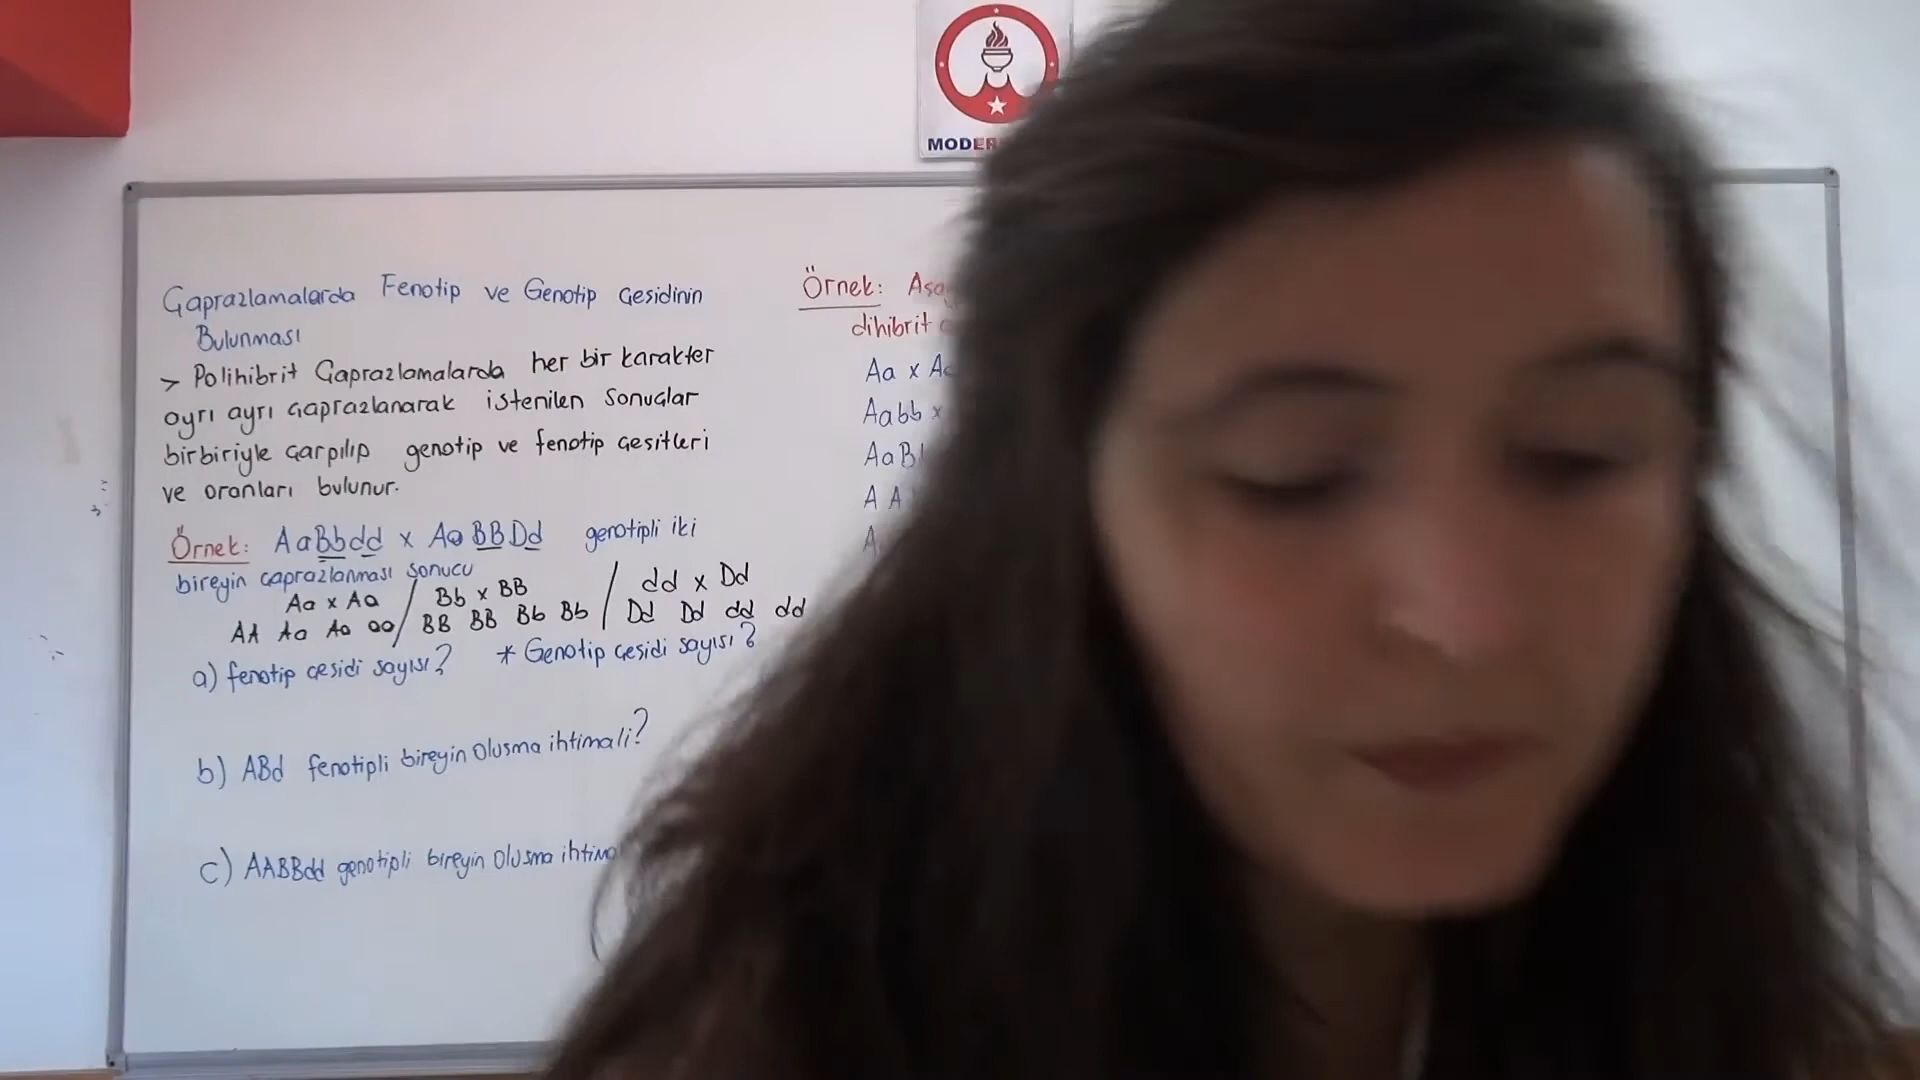 Çaprazlamalarda Fenotip ve Genotip Çeşidinin
Bulunması
> Polihibrit Çaprazlamalarda her bir karakter
ayrı ayrı çaprazlanarak istenilen sonuçlar
birbiriyle çarpılıp genotip ve fenotip çeşitleri
ve oranları bulunur.
Örnek: AaBbdd x AaBBDd genotipli iki
bireyin çaprazlanması sonucu
Aa x Aa / Bb x BB / dd x Dd
AA Aa Aa aa / BB BB Bb Bb / Dd Dd dd dd
a) fenotip çeşidi sayısı? * Genotip çeşidi sayısı?
b) ABd fenotipli bireyin oluşma ihtimali?
c) AABBdd genotipli bireyin oluşma
MODER
Örnek:
dihibrit
Aa x
Aabb x
AaB
A A
A